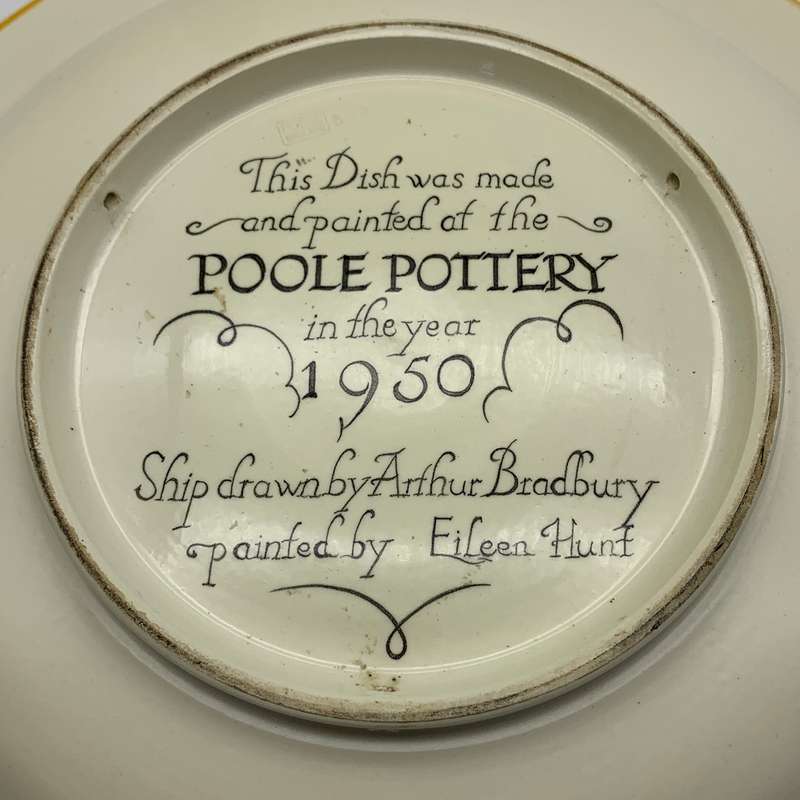 This Dish was made
and painted at the
POOLE POTTERY
in the year
1950
Ship drawn by Arthur Bradbury
painted by Eileen Hunt